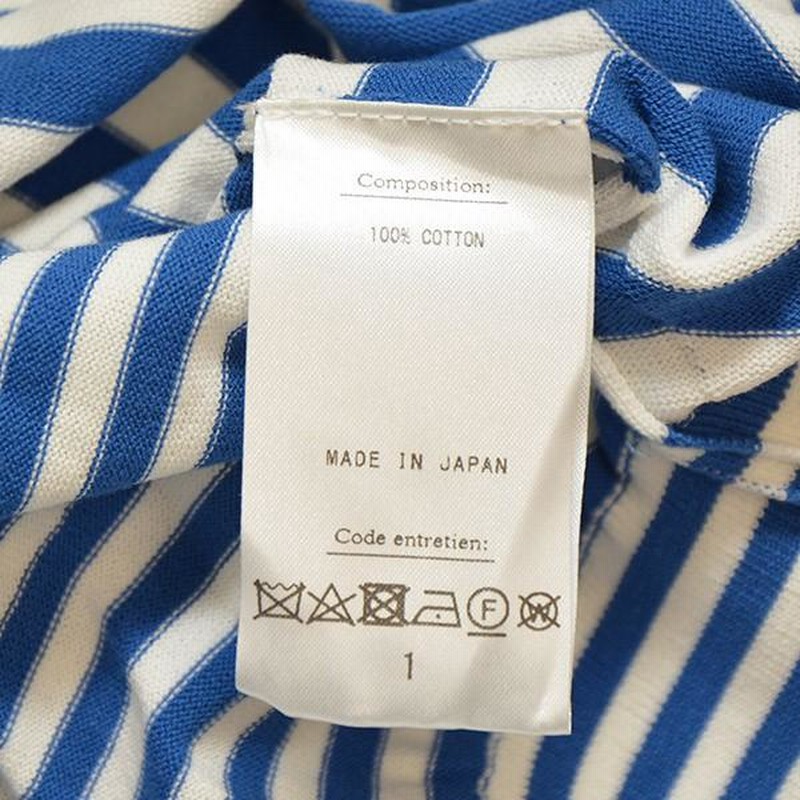 Composition:
100% COTTON
MADE IN JAPAN
Code entretien:
F W
1